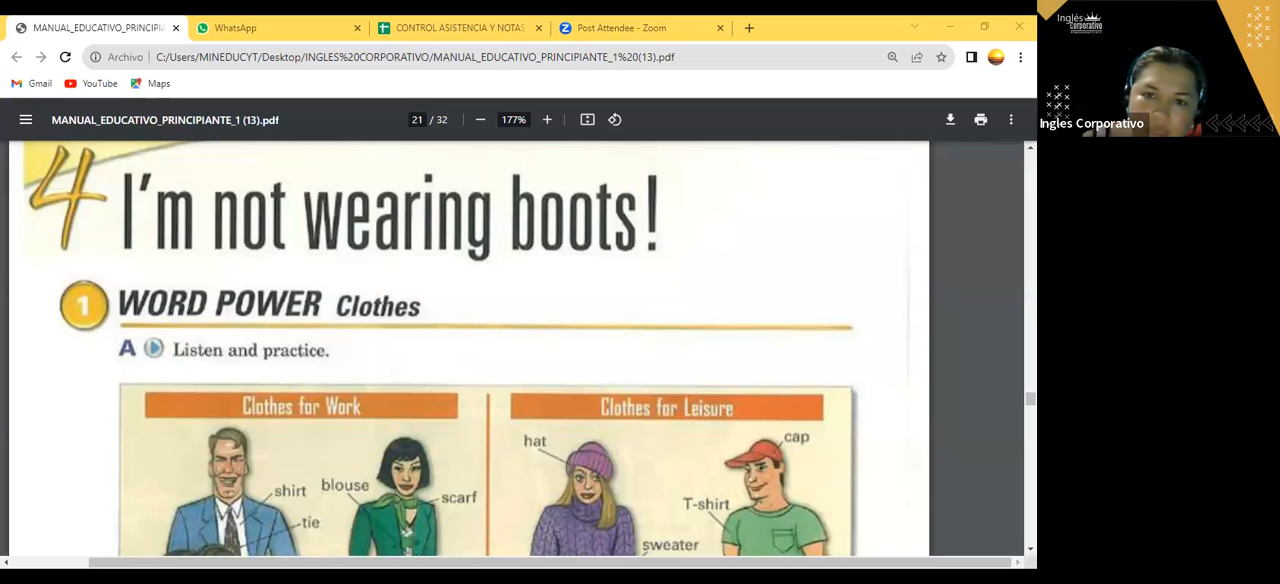 MANUAL_EDUCATIVO_PRINCIPIA
WhatsApp
CONTROL ASISTENCIA Y NOTAS
Post Attendee - Zoom
Archivo
C:/Users/MINEDUCYT/Desktop/INGLES%20CORPORATIVO/MANUAL_EDUCATIVO_PRINCIPIANTE_1%20(13).pdf
Gmail
YouTube
Maps
MANUAL_EDUCATIVO_PRINCIPIANTE_1 (13).pdf
21 / 32
177%
4 I'm not wearing boots!
1 WORD POWER Clothes
A Listen and practice.
Clothes for Work
Clothes for Leisure
shirt
blouse
scarf
tie
hat
cap
T-shirt
sweater
Inglés
Corporativo
Ingles Corporativo